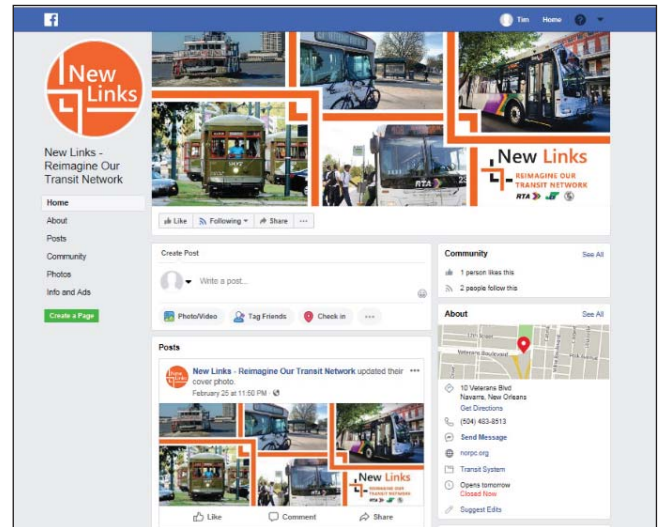 f
Tim Home ?
New
Links
New Links -
Reimagine Our
Transit Network
Home
About
Posts
Community
Photos
Info and Ads
Create a Page
RTA
New Links
REIMAGINE OUR
TRANSIT NETWORK
RTA
Like Following Share ...
Create Post
Write a post...
Photo/Video Tag Friends Check in ...
Posts
New Links - Reimagine Our Transit Network updated their ...
cover photo.
February 25 at 11:50 PM ·
New Links
REIMAGINE OUR
TRANSIT NETWORK
Like Comment Share
Community See All
1 person likes this
2 people follow this
About See All
12th Street
Veterans Boulevard
10 Veterans Blvd
Navarre, New Orleans
Get Directions
(504) 483-8513
Send Message
norpc.org
Transit System
Opens tomorrow
Closed Now
Suggest Edits